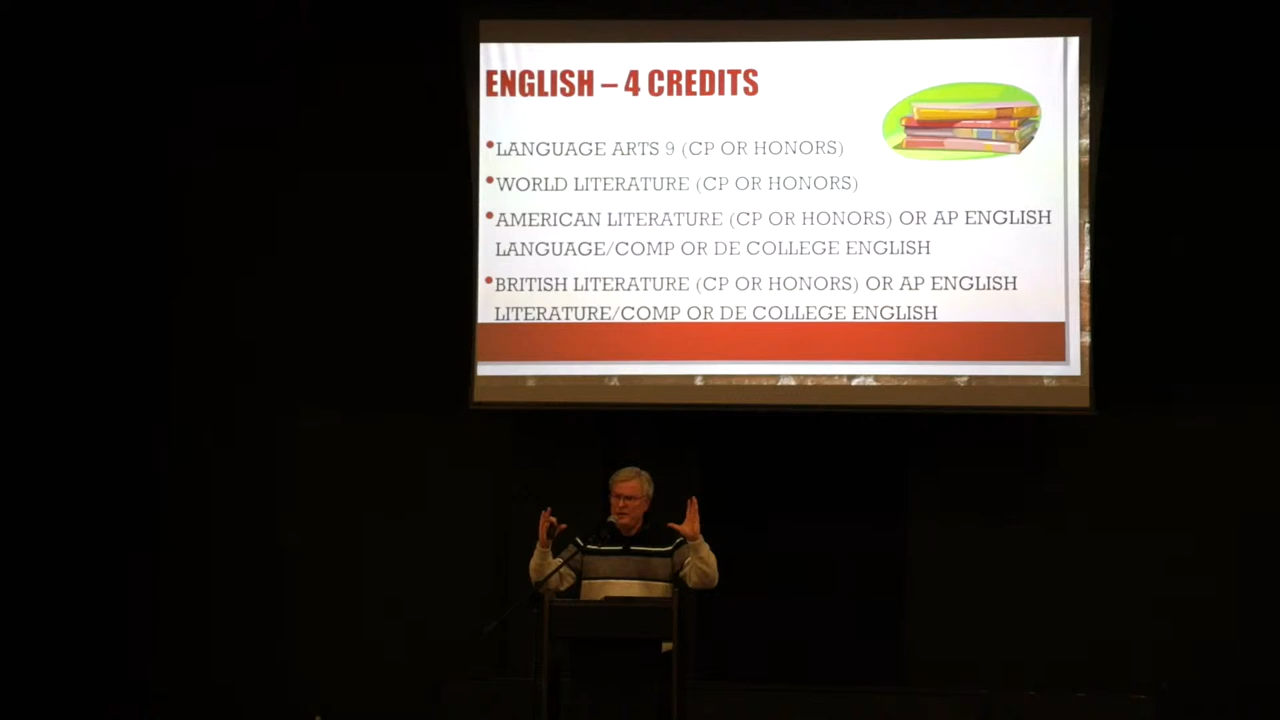 ENGLISH – 4 CREDITS
•LANGUAGE ARTS 9 (CP OR HONORS)
•WORLD LITERATURE (CP OR HONORS)
•AMERICAN LITERATURE (CP OR HONORS) OR AP ENGLISH
LANGUAGE/COMP OR DE COLLEGE ENGLISH
•BRITISH LITERATURE (CP OR HONORS) OR AP ENGLISH
LITERATURE/COMP OR DE COLLEGE ENGLISH